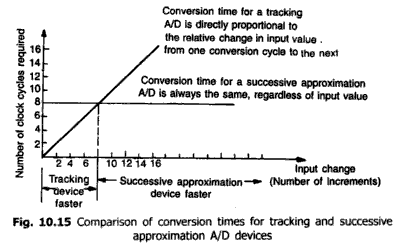 Conversion time for a tracking
A/D is directly proportional to
the relative change in input value .
from one conversion cycle to the next
Number of clock cycles required
16
14
12
10
8
6
4
2
Conversion time for a successive approximation
A/D is always the same, regardless of input value
2 4 6 10 12 14 16
Input change
(Number of increments)
Tracking
device
faster
Successive approximation
device faster
Fig. 10.15 Comparison of conversion times for tracking and successive
approximation A/D devices